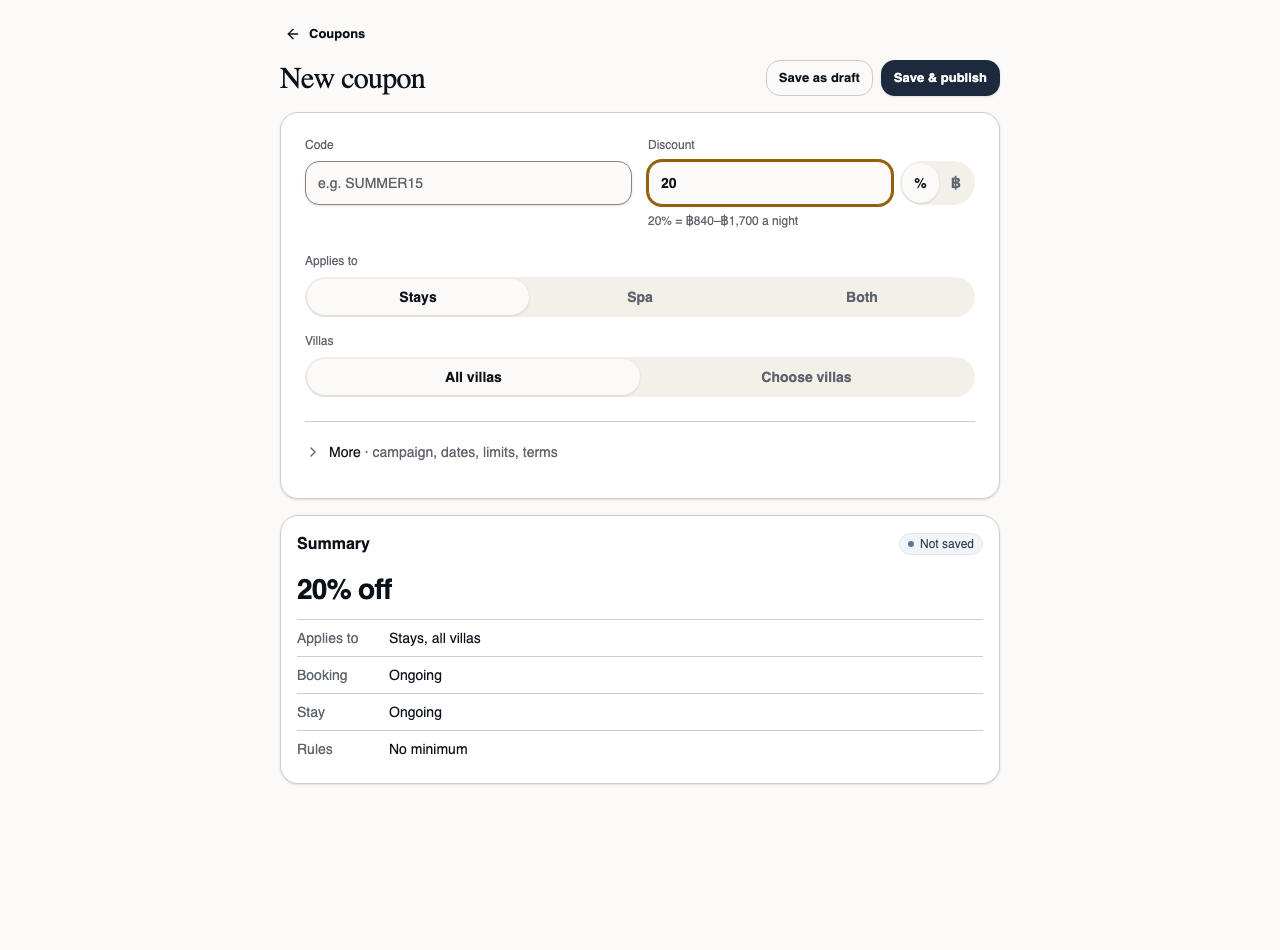 Coupons
New coupon
Save as draft
Save & publish
Code
Discount
e.g. SUMMER15
20
%
฿
20% = ฿840–฿1,700 a night
Applies to
Stays
Spa
Both
Villas
All villas
Choose villas
More · campaign, dates, limits, terms
Summary
Not saved
20% off
Applies to Stays, all villas
Booking Ongoing
Stay Ongoing
Rules No minimum